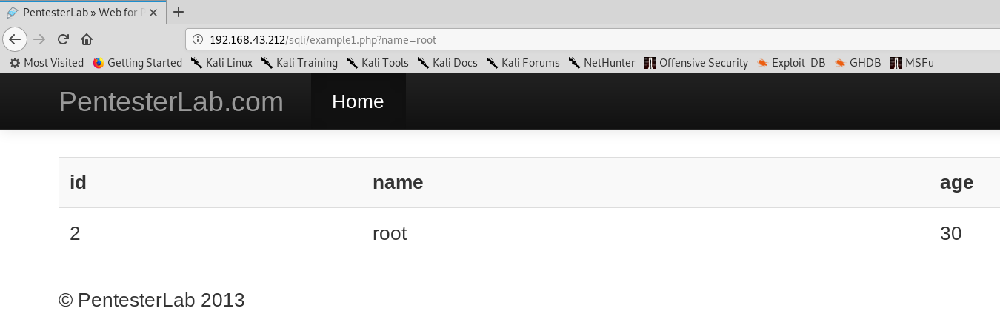 PentesterLab » Web for P
192.168.43.212/sqli/example1.php?name=root
Most Visited Getting Started Kali Linux Kali Training Kali Tools Kali Docs Kali Forums NetHunter Offensive Security Exploit-DB GHDB MSFu
PentesterLab.com Home
id name age
2 root 30
© PentesterLab 2013